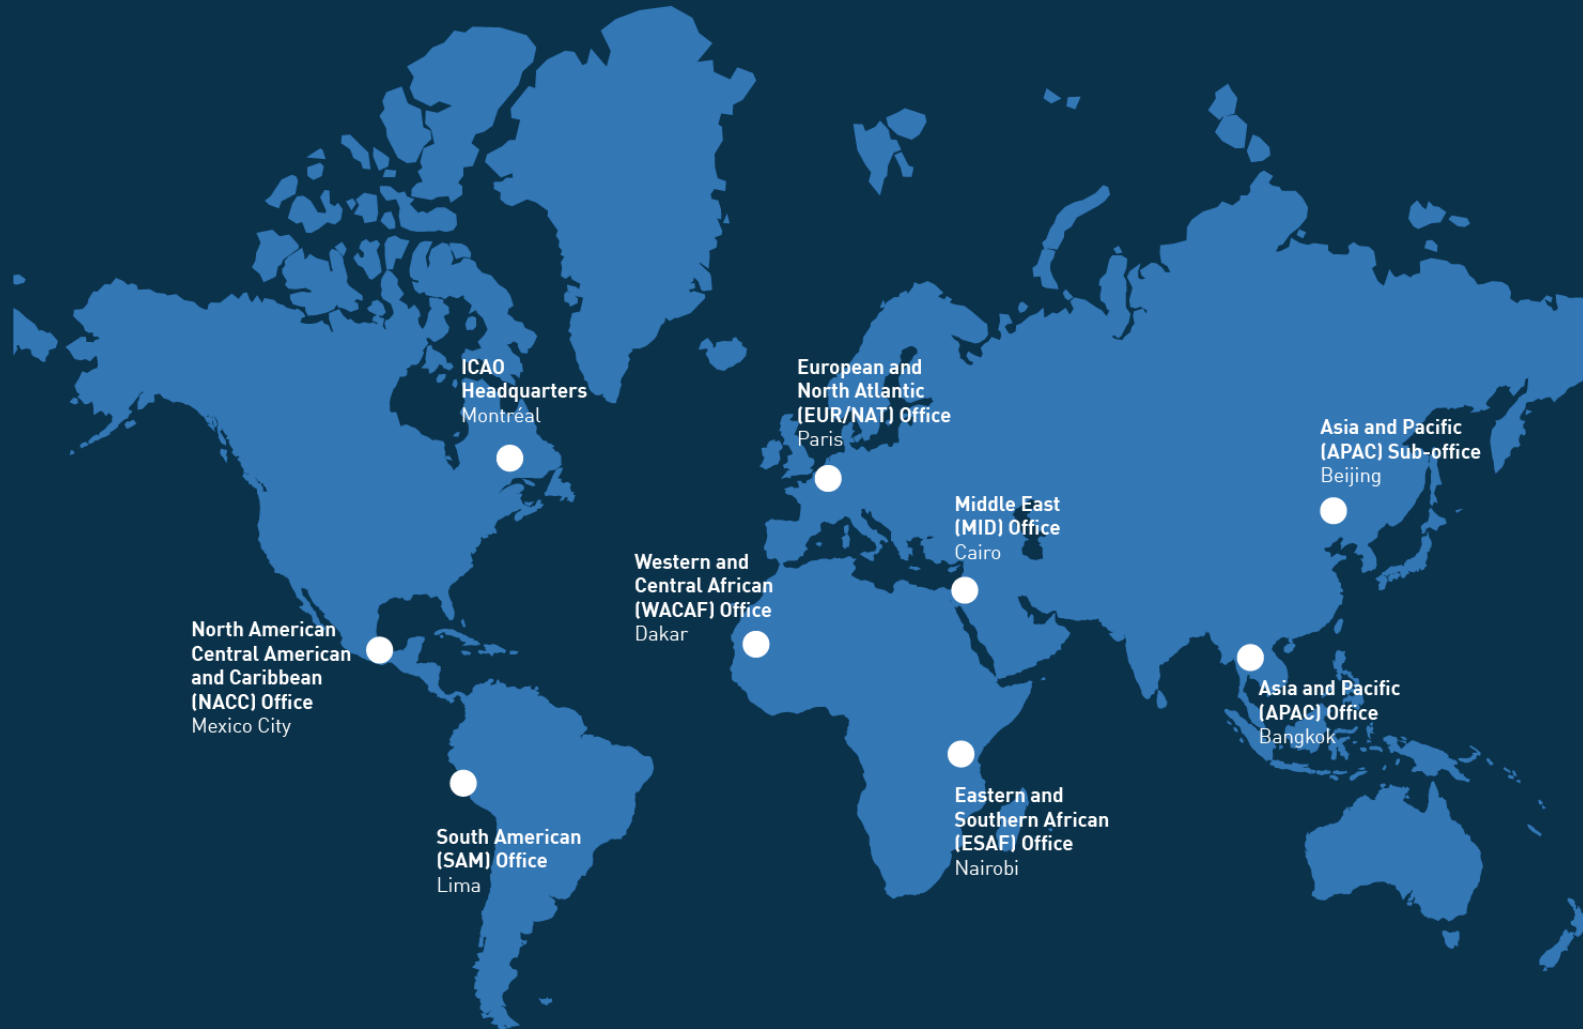 ICAO
Headquarters
Montréal
European and
North Atlantic
(EUR/NAT) Office
Paris
Asia and Pacific
(APAC) Sub-office
Beijing
Middle East
(MID) Office
Cairo
Western and
Central African
(WACAF) Office
Dakar
North American
Central American
and Caribbean
(NACC) Office
Mexico City
Asia and Pacific
(APAC) Office
Bangkok
Eastern and
Southern African
(ESAF) Office
Nairobi
South American
(SAM) Office
Lima